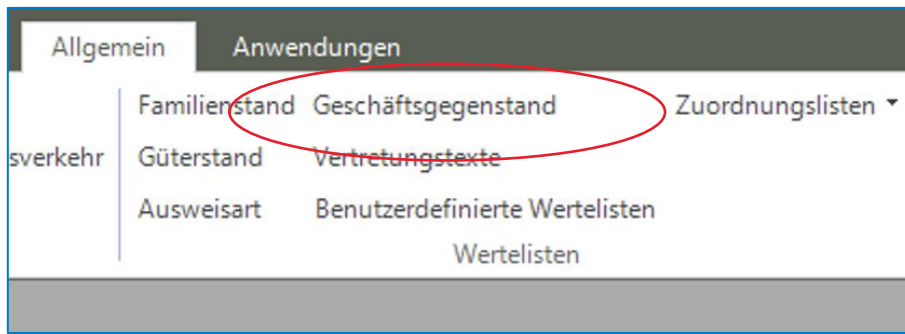 Allgemein Anwendungen
Familienstand Geschäftsgegenstand Zuordnungslisten
sverkehr Güterstand Vertretungstexte
Ausweisart Benutzerdefinierte Wertelisten
Wertelisten